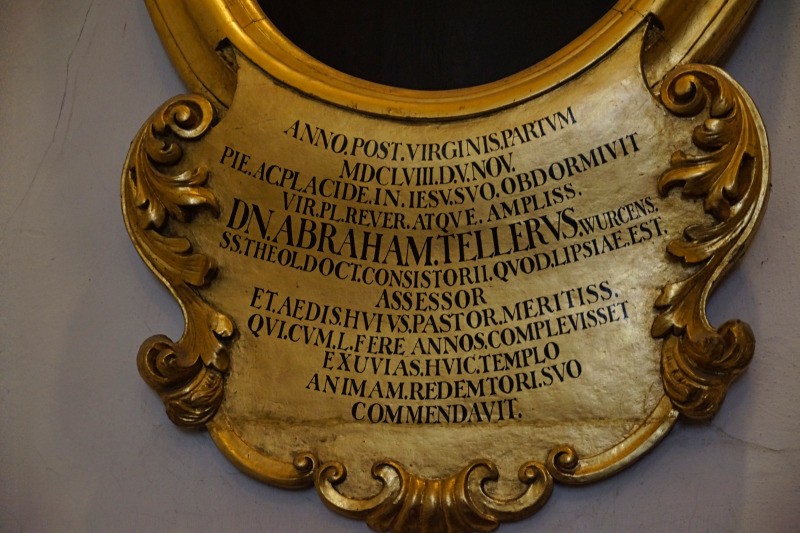 ANNO.POST.VIRGINIS.PARTVM
MDCLVIII.D.V.NOV.
PIE.AC.PLACIDE.IN.IESV.SVO.OBDORMIVIT
VIR.PL.REVER.ATQVE.AMPLISS.
DN.ABRAHAM.TELLERVS.WURCENS.
SS.THEOL.DOCT.CONSISTORII.QVOD.LIPSIAE.EST.
ASSESSOR
ET.AEDIS.HVIVS.PASTOR.MERITISS.
QVI.CVM.L.FERE ANNOS.COMPLEVISSET
EXUVIAS.HVIC.TEMPLO
ANIMAM.REDEMTORI.SVO
COMMENDAVIT.